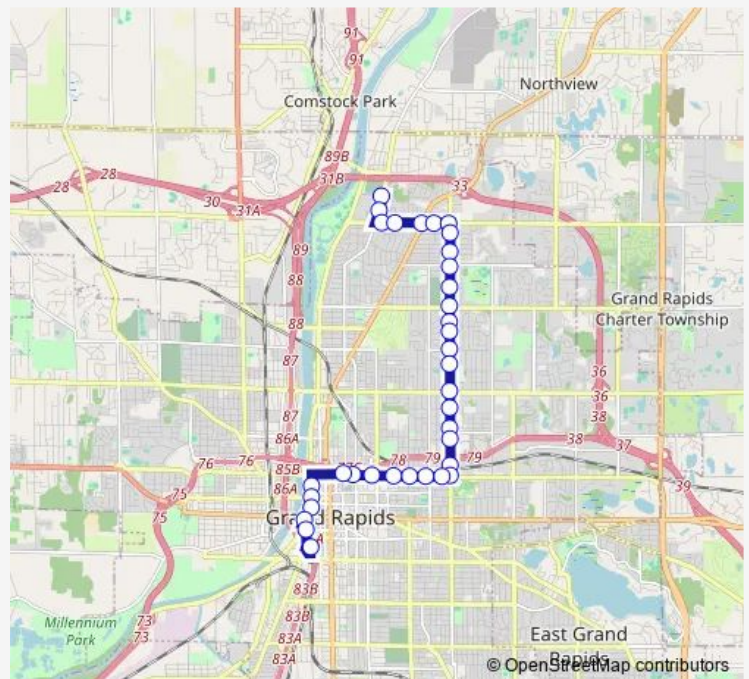 91
91
Northview
Comstock Park
89B
28
31B
33
28
30
31A
89
88
Grand Rapids
Charter Township
88
87
36
36
38
87
86A
38
37
76
76
85B
78
79
79
75
86A
39
75
Grand Rapids
83B
Millennium
Park
73
73
83B
83A
83A
East Grand
Rapids
© OpenStreetMap contributors